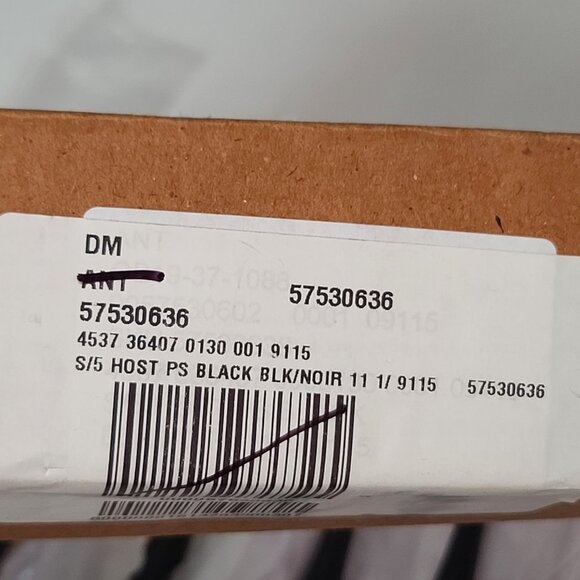 DM
ANT
57530636
57530636
4537 36407 0130 001 9115
S/5 HOST PS BLACK BLK/NOIR 11 1/ 9115 57530636